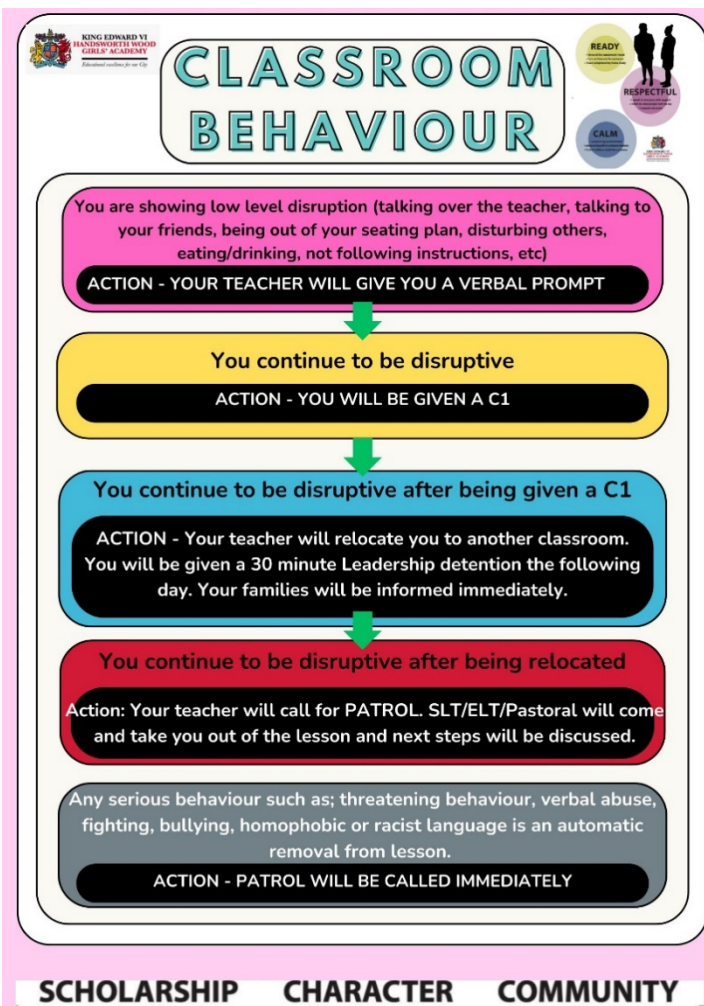 KING EDWARD VI
HANDSWORTH WOOD
GIRLS' ACADEMY
Educational excellence for our City
CLASSROOM
BEHAVIOUR
READY
RESPECTFUL
CALM
You are showing low level disruption (talking over the teacher, talking to
your friends, being out of your seating plan, disturbing others,
eating/drinking, not following instructions, etc)
ACTION - YOUR TEACHER WILL GIVE YOU A VERBAL PROMPT
You continue to be disruptive
ACTION - YOU WILL BE GIVEN A C1
You continue to be disruptive after being given a C1
ACTION - Your teacher will relocate you to another classroom.
You will be given a 30 minute Leadership detention the following
day. Your families will be informed immediately.
You continue to be disruptive after being relocated
Action: Your teacher will call for PATROL. SLT/ELT/Pastoral will come
and take you out of the lesson and next steps will be discussed.
Any serious behaviour such as; threatening behaviour, verbal abuse,
fighting, bullying, homophobic or racist language is an automatic
removal from lesson.
ACTION - PATROL WILL BE CALLED IMMEDIATELY
SCHOLARSHIP CHARACTER COMMUNITY